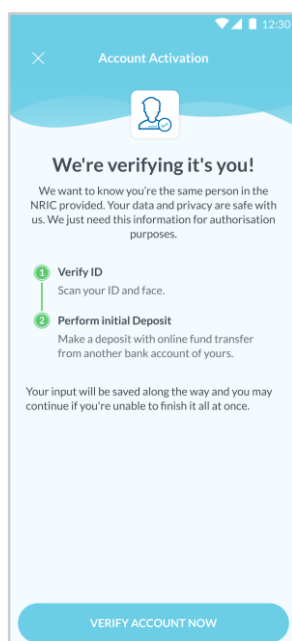 12:30
Account Activation
We're verifying it's you!
We want to know you're the same person in the
NRIC provided. Your data and privacy are safe with
us. We just need this information for authorisation
purposes.
1 Verify ID
Scan your ID and face.
2 Perform initial Deposit
Make a deposit with online fund transfer
from another bank account of yours.
Your input will be saved along the way and you may
continue if you're unable to finish it all at once.
VERIFY ACCOUNT NOW